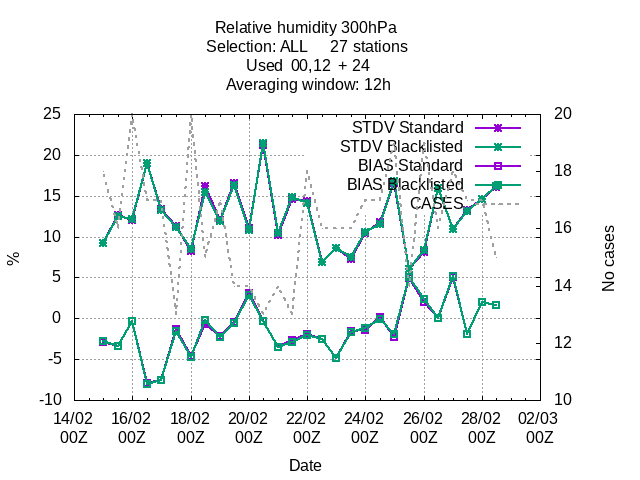 Relative humidity 300hPa
Selection: ALL 27 stations
Used 00,12 + 24
Averaging window: 12h
25
20
15
10
5
0
-5
-10
%
20
18
16
14
12
10
No cases
STDV Standard
STDV Blacklisted
BIAS Standard
BIAS Blacklisted
CASES
14/02 16/02 18/02 20/02 22/02 24/02 26/02 28/02 02/03
00Z 00Z 00Z 00Z 00Z 00Z 00Z 00Z 00Z
Date